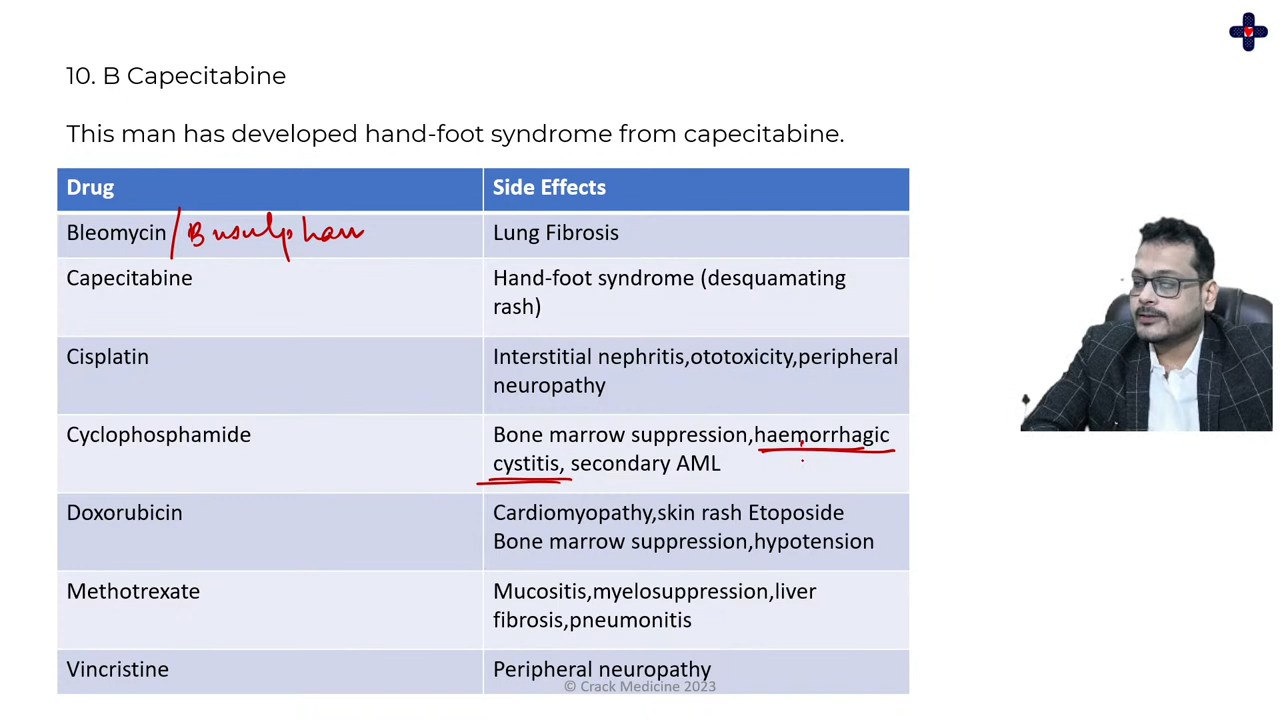 10. B Capecitabine
This man has developed hand-foot syndrome from capecitabine.
Drug Side Effects
Bleomycin / Busulphan Lung Fibrosis
Capecitabine Hand-foot syndrome (desquamating
rash)
Cisplatin Interstitial nephritis,ototoxicity,peripheral
neuropathy
Cyclophosphamide Bone marrow suppression,haemorrhagic
cystitis, secondary AML
Doxorubicin Cardiomyopathy,skin rash Etoposide
Bone marrow suppression,hypotension
Methotrexate Mucositis,myelosuppression,liver
fibrosis,pneumonitis
Vincristine Peripheral neuropathy
© Crack Medicine 2023